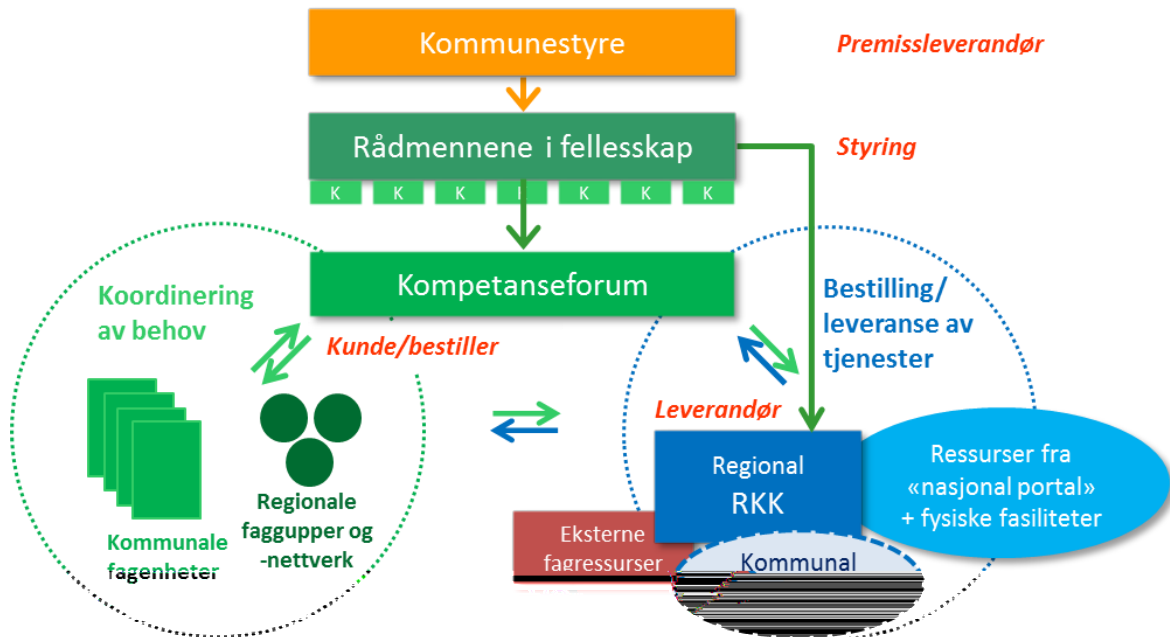 Kommunestyre
Premissleverandør
Rådmennene i fellesskap
Styring
K K K K K K K
Kompetanseforum
Koordinering
av behov
Kunde/bestiller
Bestilling/
leveranse av
tjenester
Leverandør
Regional
RKK
Ressurser fra
«nasjonal portal»
+ fysiske fasiliteter
Regionale
faggupper og
-nettverk
Kommunale
fagenheter
Eksterne
fagressurser
Kommunal